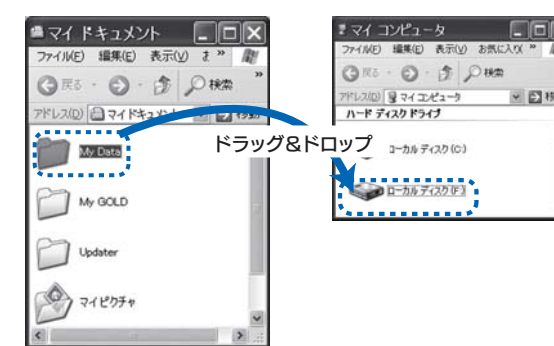 マイ ドキュメント
ファイル(F) 編集(E) 表示(V) ま »
戻る 検索 »
アドレス(D) マイ ドキュメント 移動
My Data
My GOLD
Updater
マイ ピクチャ
ドラッグ&ドロップ
マイ コンピュータ
ファイル(F) 編集(E) 表示(V) お気に入り( »
戻る 検索
アドレス(D) マイ コンピュータ 移
ハード ディスク ドライブ
ローカル ディスク (C:)
ローカル ディスク (F:)